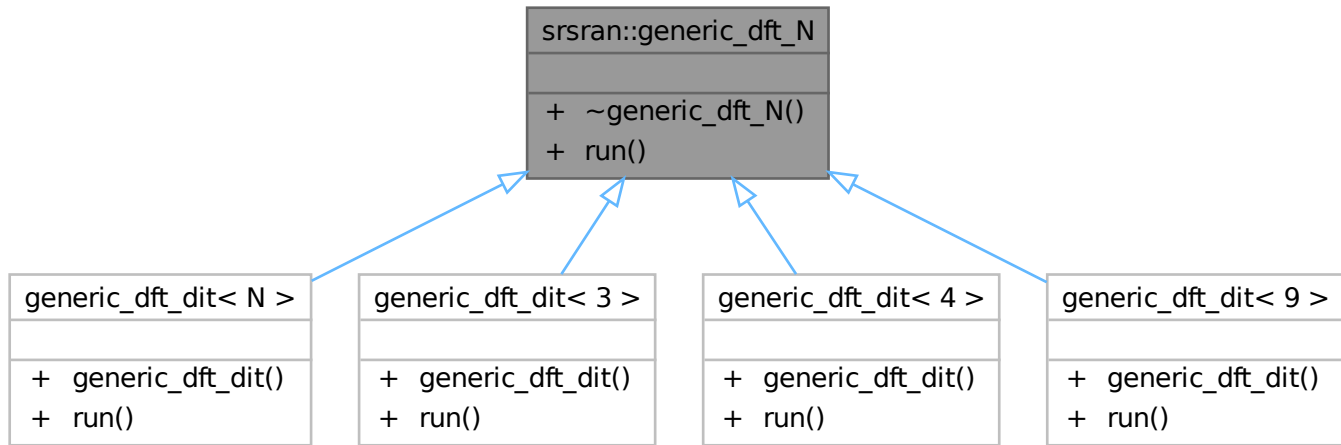 srsran::generic_dft_N
+ ~generic_dft_N()
+ run()
generic_dft_dit< N >
+ generic_dft_dit()
+ run()
generic_dft_dit< 3 >
+ generic_dft_dit()
+ run()
generic_dft_dit< 4 >
+ generic_dft_dit()
+ run()
generic_dft_dit< 9 >
+ generic_dft_dit()
+ run()